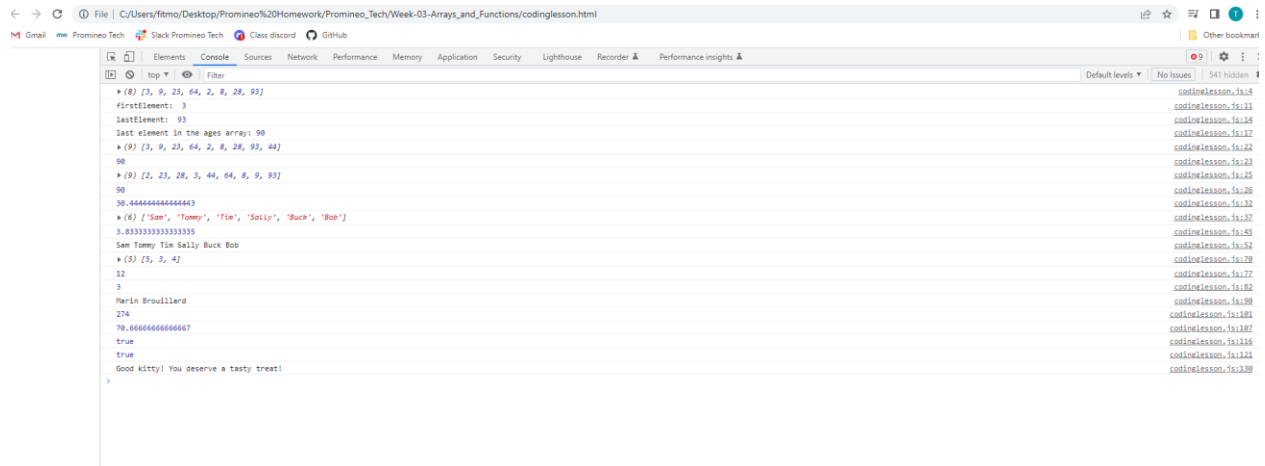 File | C:/Users/fitmo/Desktop/Promineo%20Homework/Promineo_Tech/Week-03-Arrays_and_Functions/codinglesson.html T
Gmail Promineo Tech Slack Promineo Tech Class discord GitHub Other bookmar
Elements Console Sources Network Performance Memory Application Security Lighthouse Recorder Performance insights 9
top Filter Default levels No Issues 541 hidden
(8) [3, 9, 23, 64, 2, 8, 28, 93] codinglesson.js:4
firstElement: 3 codinglesson.js:11
lastElement: 93 codinglesson.js:14
last element in the ages array: 90 codinglesson.js:17
(9) [3, 9, 23, 64, 2, 8, 28, 93, 44] codinglesson.js:22
90 codinglesson.js:23
(9) [2, 23, 28, 3, 44, 64, 8, 9, 93] codinglesson.js:25
90 codinglesson.js:26
30.444444444444443 codinglesson.js:32
(6) ['Sam', 'Tommy', 'Tim', 'Sally', 'Buck', 'Bob'] codinglesson.js:37
3.8333333333333335 codinglesson.js:45
Sam Tommy Tim Sally Buck Bob codinglesson.js:52
(3) [5, 3, 4] codinglesson.js:70
12 codinglesson.js:77
3 codinglesson.js:82
Marin Brouillard codinglesson.js:90
274 codinglesson.js:101
70.66666666666667 codinglesson.js:107
true codinglesson.js:116
true codinglesson.js:121
Good kitty! You deserve a tasty treat! codinglesson.js:130